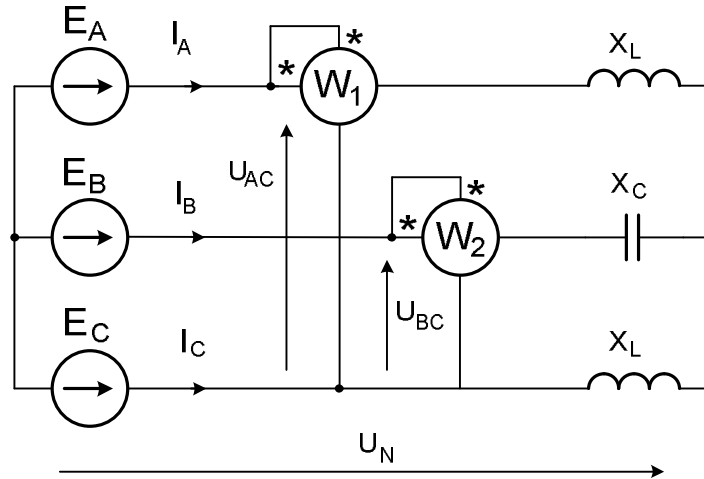 E_A
I_A
*
*
W_1
X_L
U_AC
E_B
I_B
*
*
W_2
X_C
U_BC
E_C
I_C
X_L
U_N